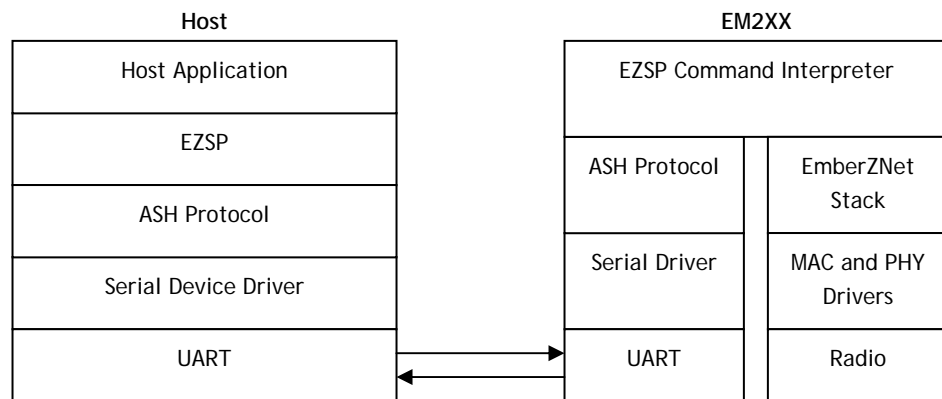 Host
Host Application
EZSP
ASH Protocol
Serial Device Driver
UART
EM2XX
EZSP Command Interpreter
ASH Protocol
Serial Driver
UART
EmberZNet
Stack
MAC and PHY
Drivers
Radio